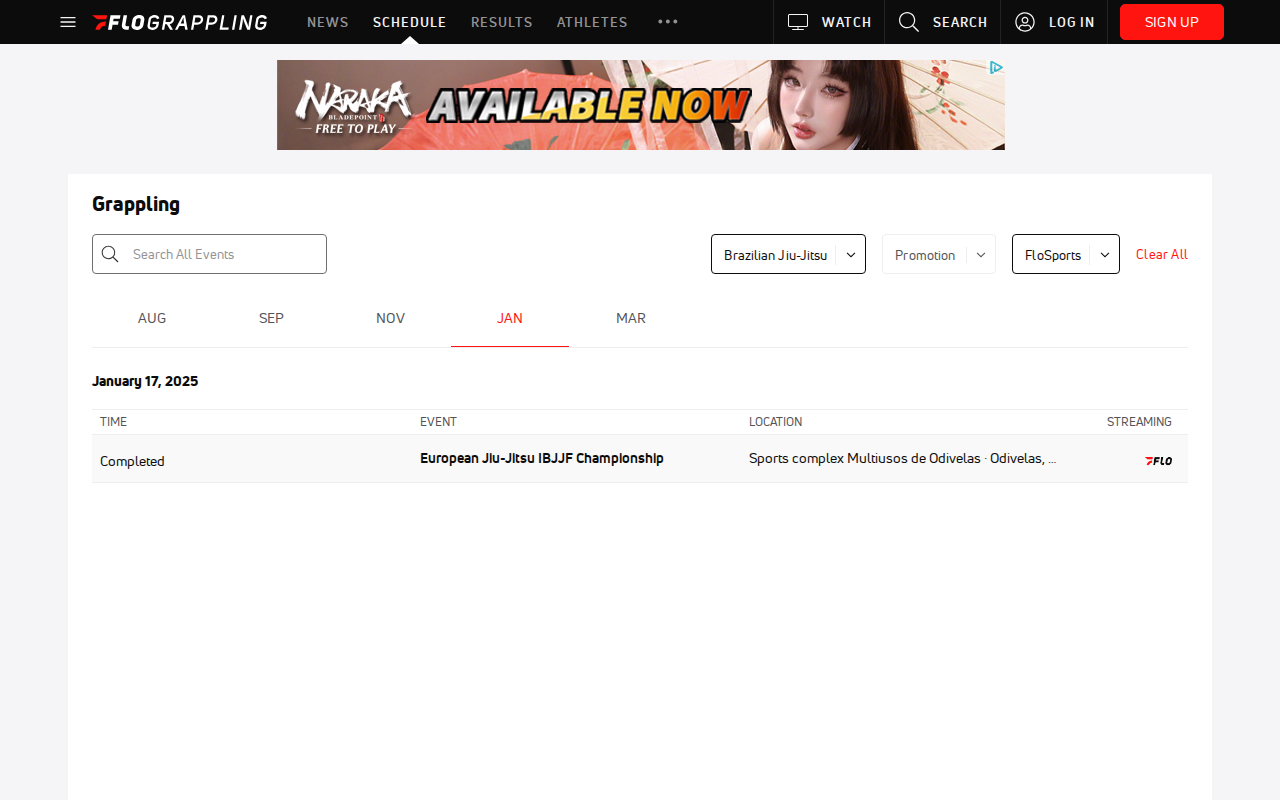 FLOGRAPPLING NEWS SCHEDULE RESULTS ATHLETES WATCH SEARCH LOG IN SIGN UP
NARAKA
BLADEPOINT
FREE TO PLAY
AVAILABLE NOW
Grappling
Search All Events Brazilian Jiu-Jitsu Promotion FloSports Clear All
AUG SEP NOV JAN MAR
January 17, 2025
TIME EVENT LOCATION STREAMING
Completed European Jiu-Jitsu IBJJF Championship Sports complex Multiusos de Odivelas · Odivelas, ... FLO